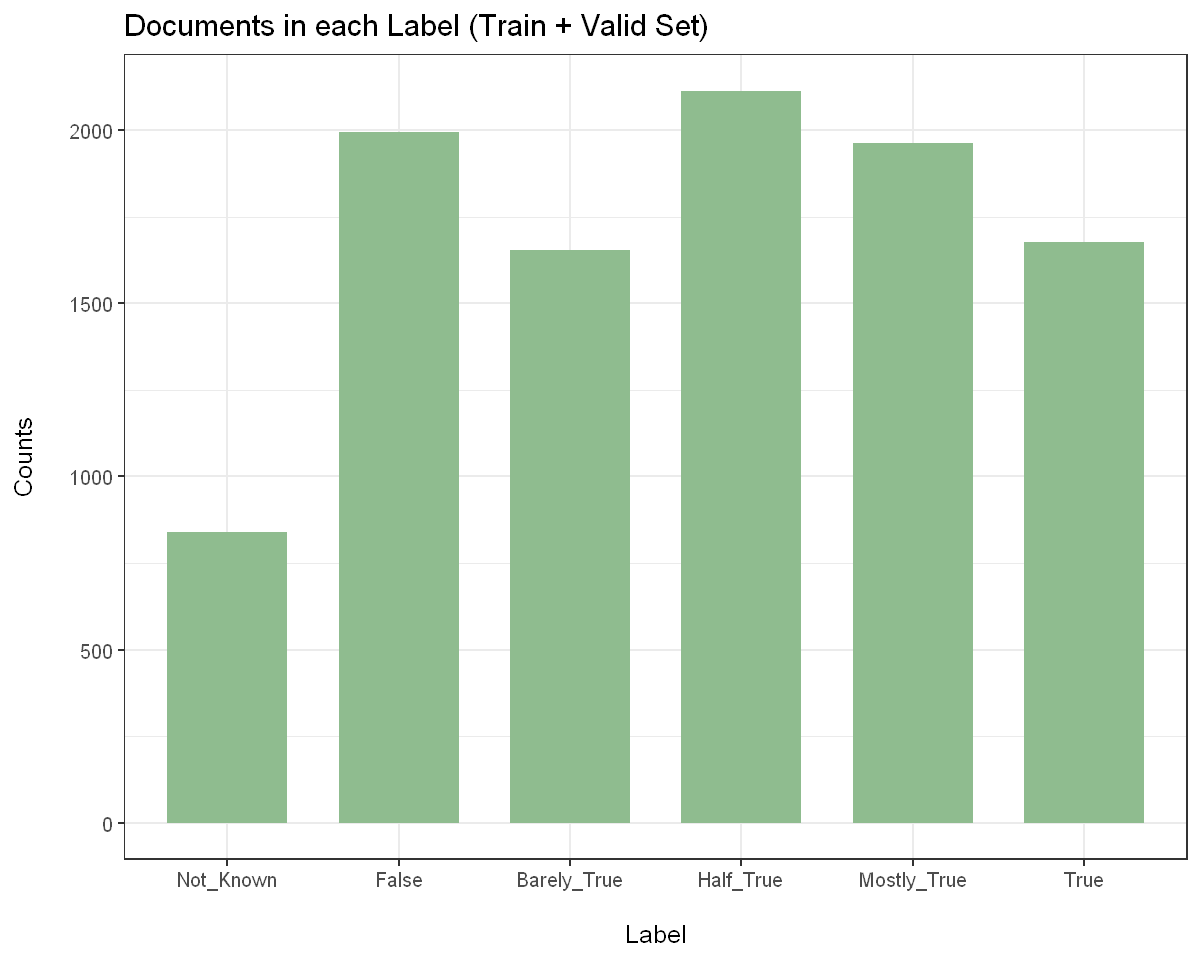 Documents in each Label (Train + Valid Set)
Counts
2000
1500
1000
500
0
Not_Known False Barely_True Half_True Mostly_True True
Label